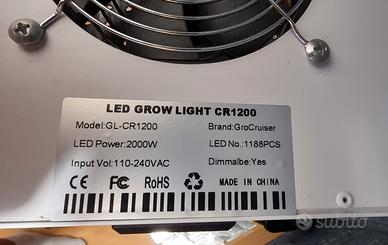 LED GROW LIGHT CR1200
Model:GL-CR1200 Brand:GroCruiser
LED Power:2000W LED No.:1188PCS
Input Vol:110-240VAC Dimmalbe:Yes
CE FC RoHS MADE IN CHINA
subito